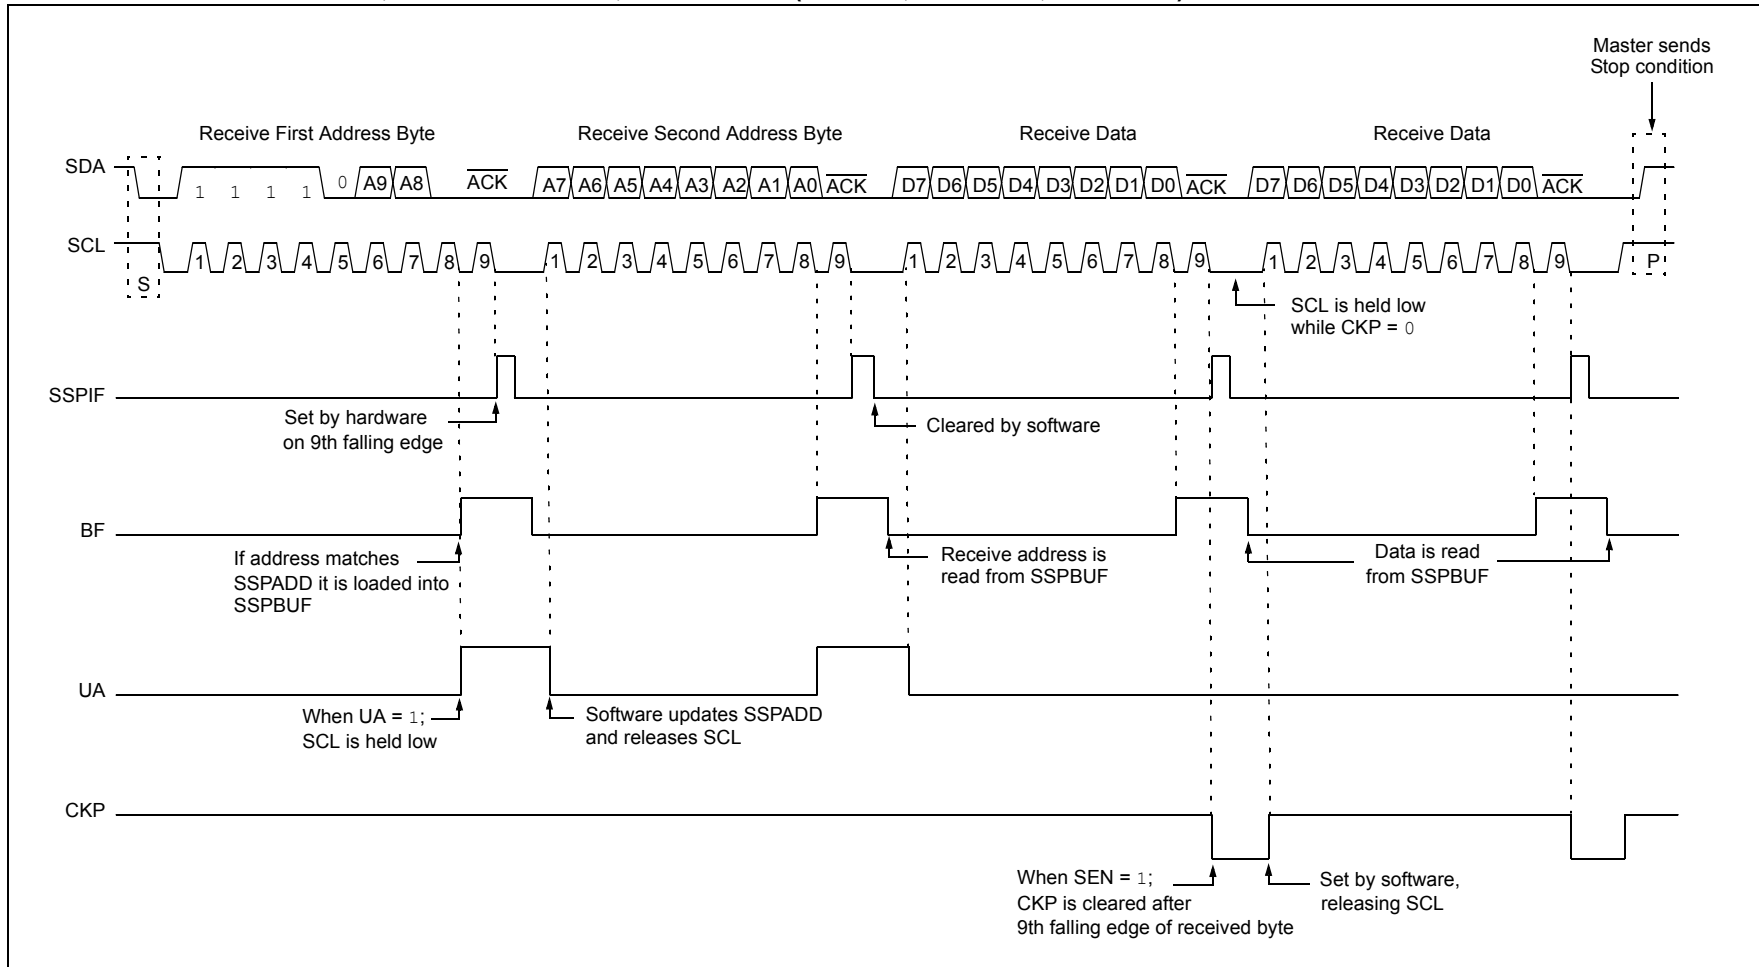 Master sends
Stop condition
Receive First Address Byte
Receive Second Address Byte
Receive Data
Receive Data
SDA
1 1 1 1 0 A9 A8 ACK A7 A6 A5 A4 A3 A2 A1 A0 ACK D7 D6 D5 D4 D3 D2 D1 D0 ACK D7 D6 D5 D4 D3 D2 D1 D0 ACK
SCL
S 1 2 3 4 5 6 7 8 9 1 2 3 4 5 6 7 8 9 1 2 3 4 5 6 7 8 9 1 2 3 4 5 6 7 8 9 P
SCL is held low
while CKP = 0
SSPIF
Set by hardware
on 9th falling edge
Cleared by software
BF
If address matches
SSPADD it is loaded into
SSPBUF
Receive address is
read from SSPBUF
Data is read
from SSPBUF
UA
When UA = 1;
SCL is held low
Software updates SSPADD
and releases SCL
CKP
When SEN = 1;
CKP is cleared after
9th falling edge of received byte
Set by software,
releasing SCL